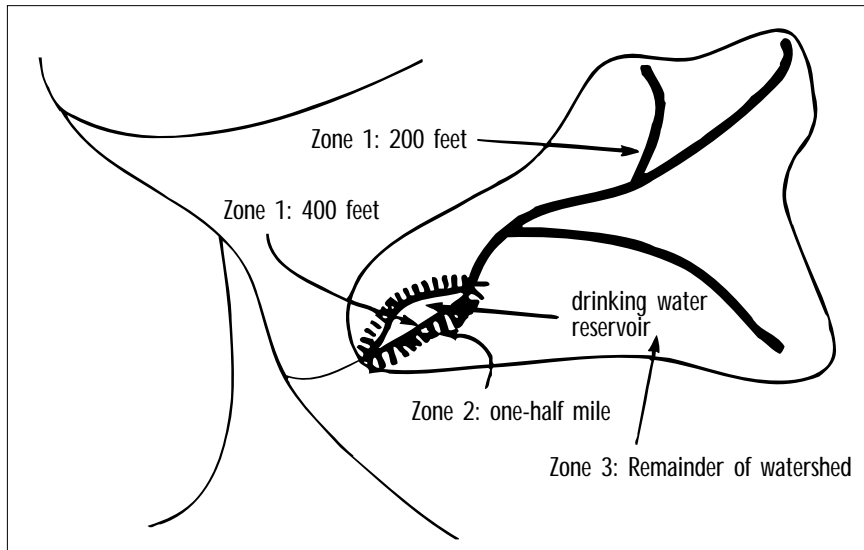 Zone 1: 200 feet
Zone 1: 400 feet
drinking water
reservoir
Zone 2: one-half mile
Zone 3: Remainder of watershed